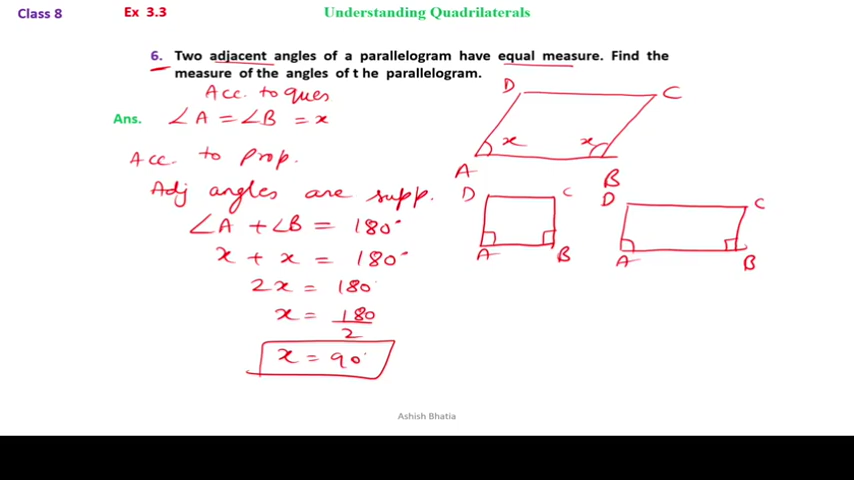 Class 8 Ex 3.3 Understanding Quadrilaterals
6. Two adjacent angles of a parallelogram have equal measure. Find the
measure of the angles of t he parallelogram.
Acc. to ques
Ans. ∠A = ∠B = x
Acc. to prop.
Adj angles are supp.
∠A + ∠B = 180°
x + x = 180°
2x = 180
x = 180
2
x = 90°
D C
x x
A B
D C
A B
D C
A B
Ashish Bhatia